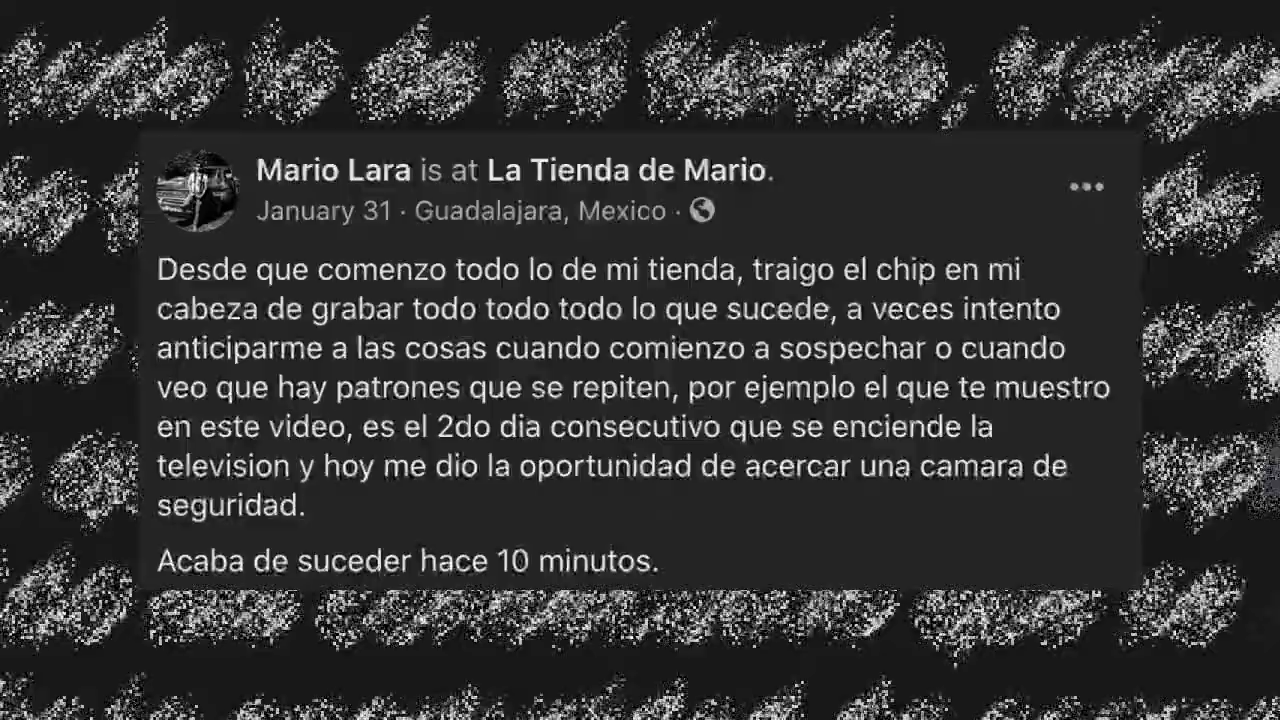 Mario Lara is at La Tienda de Mario.
January 31 · Guadalajara, Mexico ·
Desde que comenzo todo lo de mi tienda, traigo el chip en mi
cabeza de grabar todo todo todo lo que sucede, a veces intento
anticiparme a las cosas cuando comienzo a sospechar o cuando
veo que hay patrones que se repiten, por ejemplo el que te muestro
en este video, es el 2do dia consecutivo que se enciende la
television y hoy me dio la oportunidad de acercar una camara de
seguridad.
Acaba de suceder hace 10 minutos.